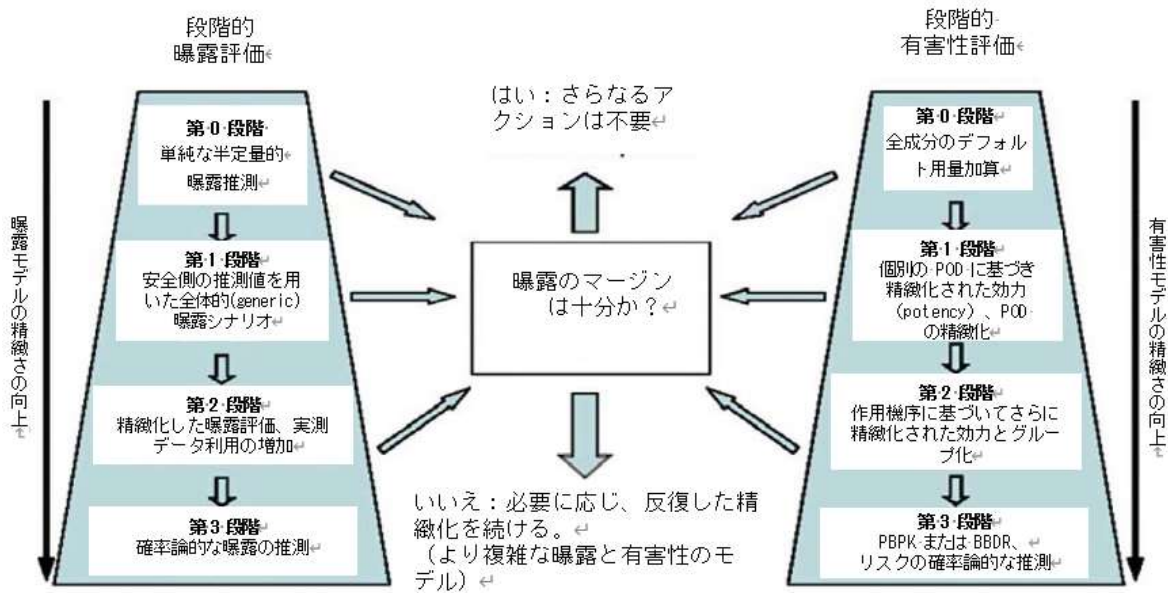 段階的
曝露評価↵
第・0・段階
単純な半定量的↵
曝露推測↵
第・1・段階↵
安全側の推測値を用
いた全体的(generic)
曝露シナリオ↵
第・2・段階↵
精緻化した曝露評価、実測
データ利用の増加↵
第・3・段階↵
確率論的な曝露の推測↵
曝露モデルの精緻さの向上↵
はい：さらなるア
クションは不要↵
曝露のマージン
は十分か？↵
いいえ：必要に応じ、反復した精
緻化を続ける。↵
（より複雑な曝露と有害性のモ
デル）↵
段階的・
有害性評価↵
第・0・段階↵
全成分のデフォル
ト用量加算↵
第・1・段階↵
個別の・POD・に基づき
精緻化された効力
（potency）、POD・
の精緻化↵
第・2・段階↵
作用機序に基づいてさらに
精緻化された効力とグルー
プ化↵
第・3・段階↵
PBPK・または・BBDR、
リスクの確率論的な推測↵
有害性モデルの精緻さの向上↵